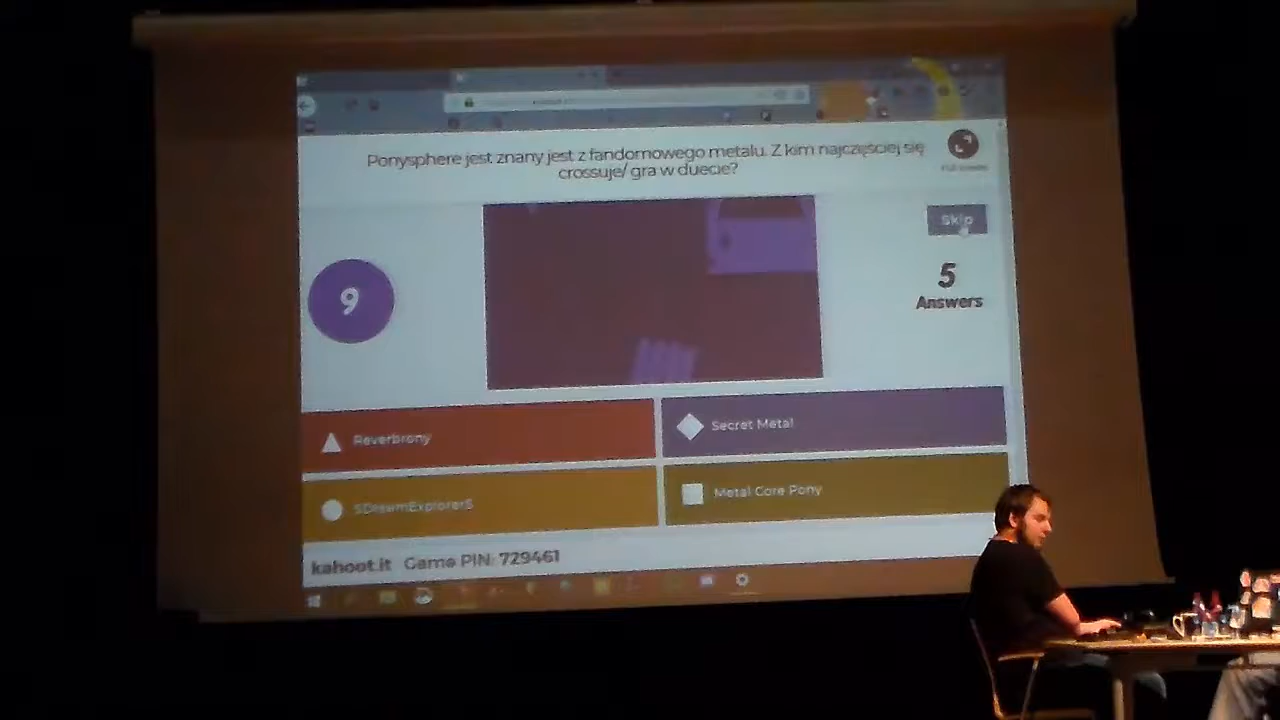 Ponysphere jest znany jest z fandomowego metalu. Z kim najczęściej się
crossuje/ gra w duecie?
Skip
9
5
Answers
Reverbrony
Secret Metal
SDreamExplorerS
Metal Core Pony
kahoot.it Game PIN: 729461